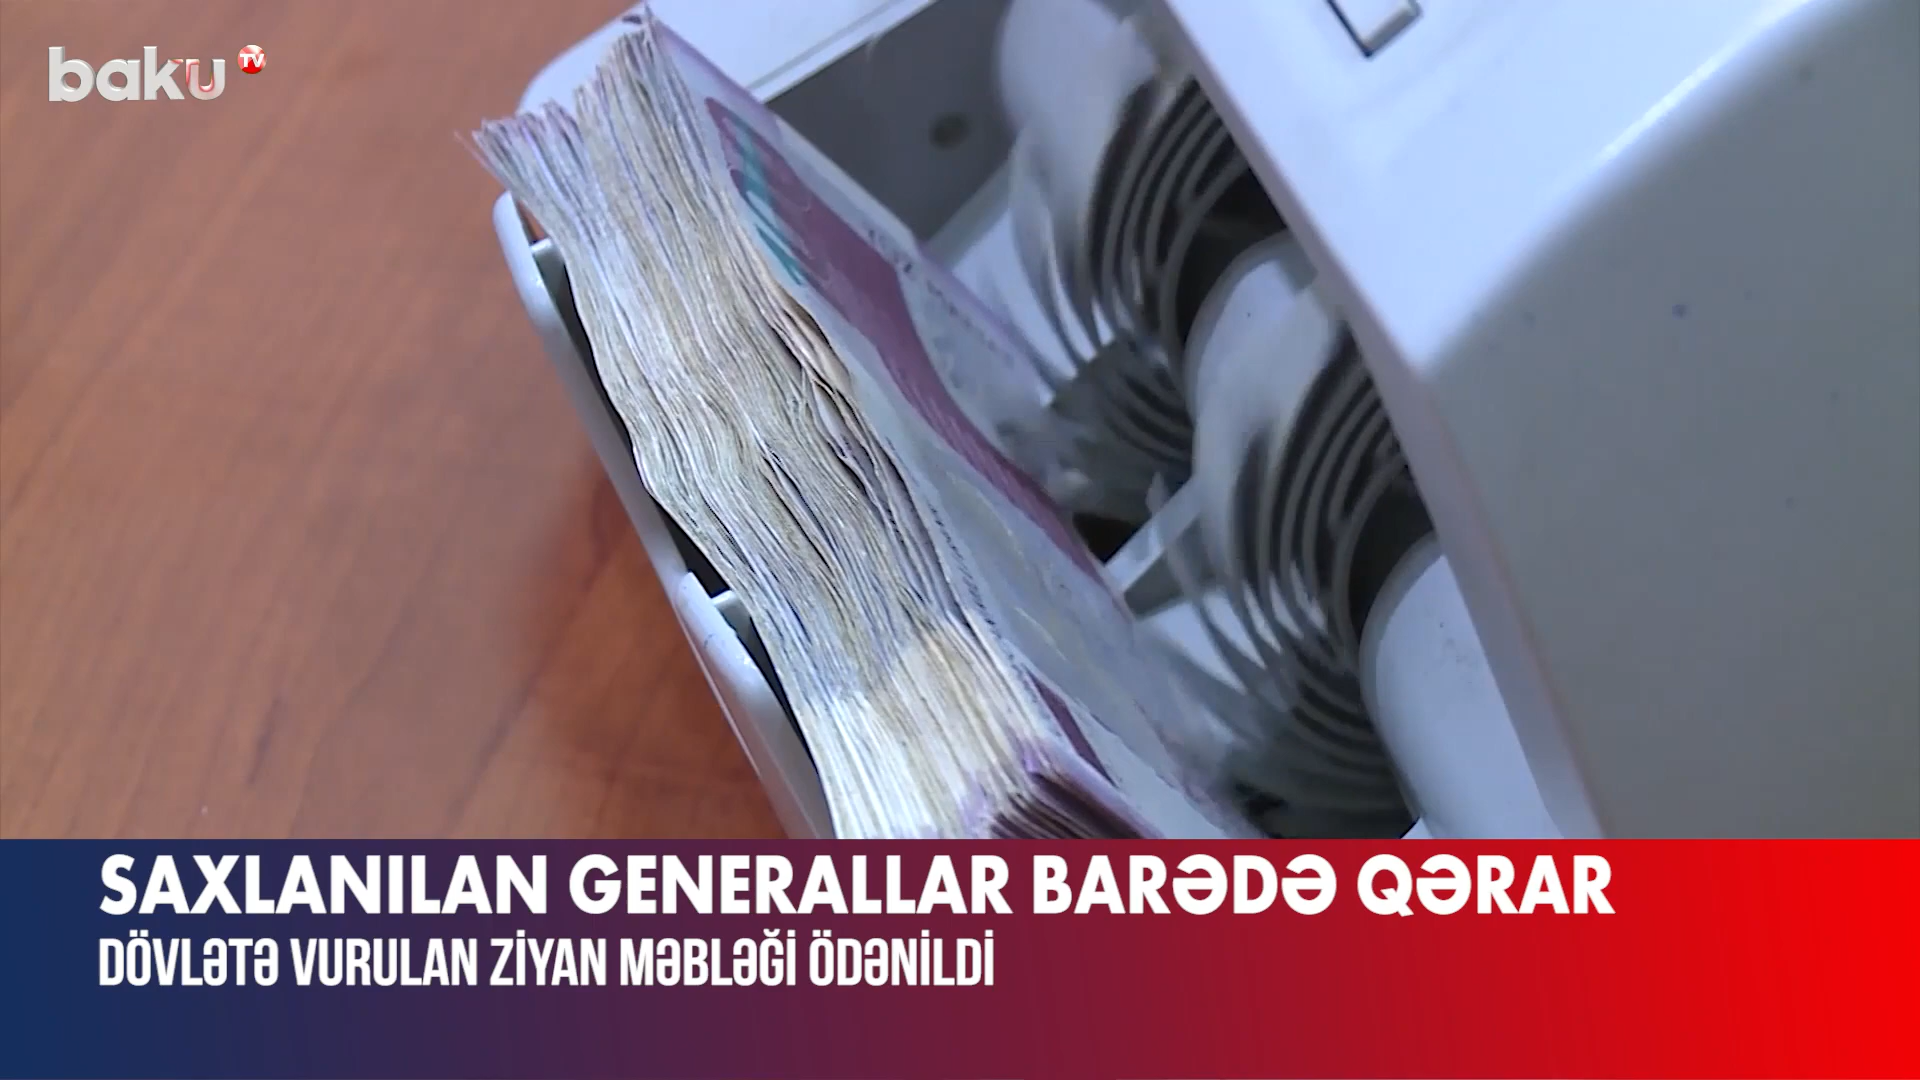 baku TV
SAXLANILAN GENERALLAR BARƏDƏ QƏRAR
DÖVLƏTƏ VURULAN ZİYAN MƏBLƏĞİ ÖDƏNİLDİ